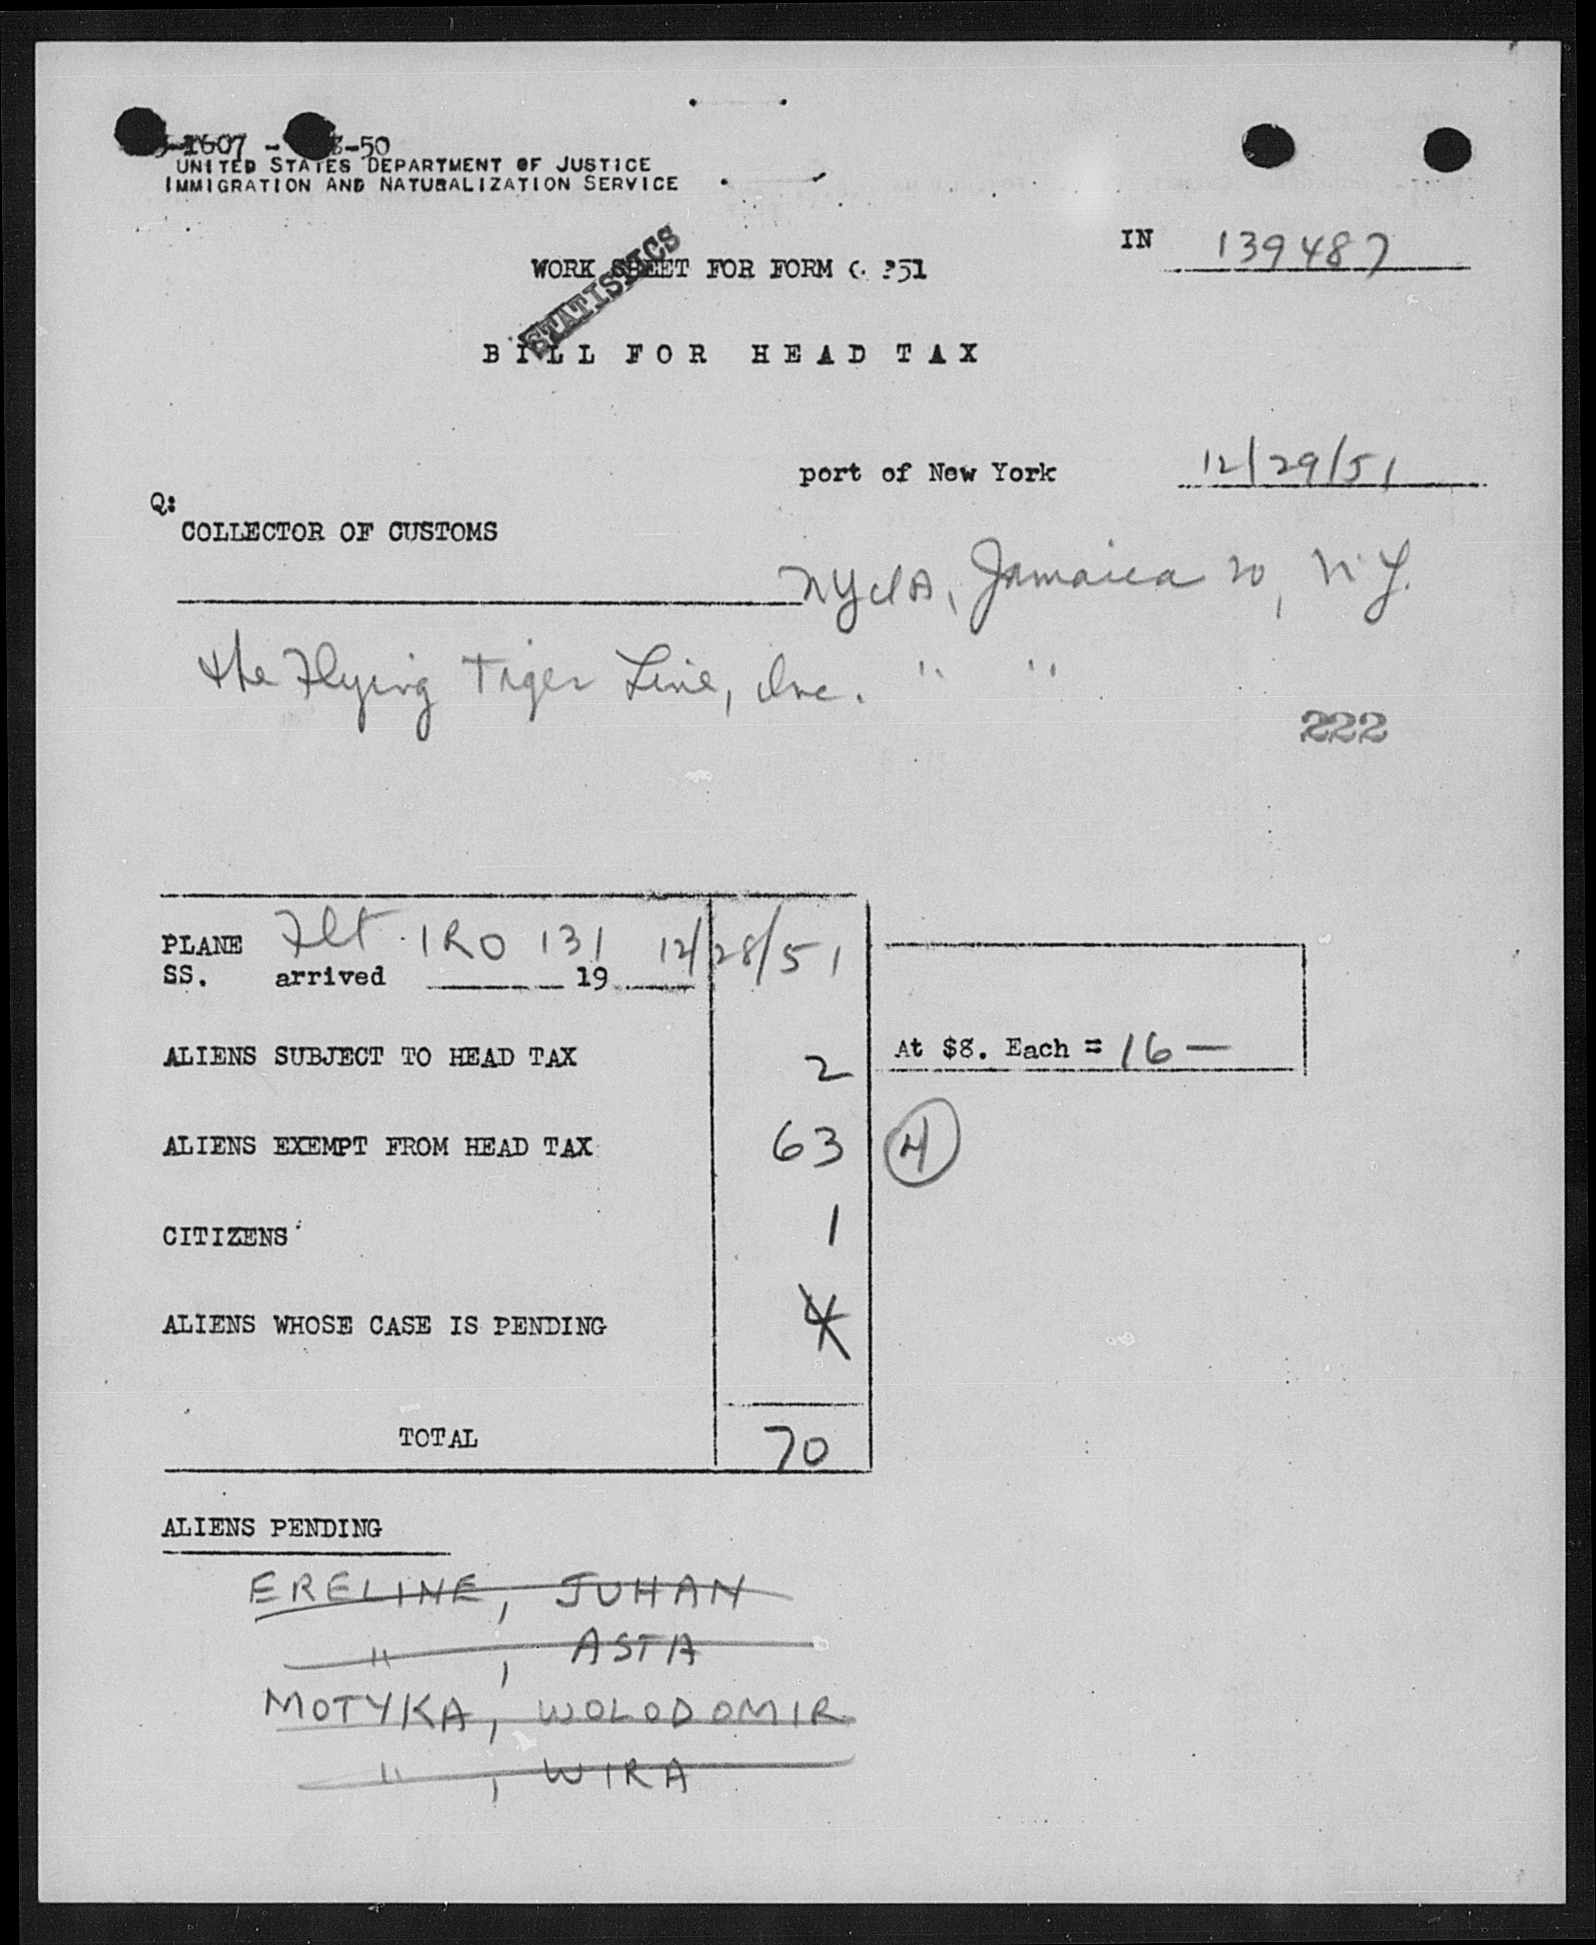 -1607 - 8-50
UNITED STATES DEPARTMENT OF JUSTICE
IMMIGRATION AND NATURALIZATION SERVICE
IN 139487
WORK SHEET FOR FORM 351
STATISTICS
BILL FOR HEAD TAX
port of New York 12/29/51
Q:
COLLECTOR OF CUSTOMS
Jamaica 20, N.Y.
The Flying Tiger Line, Inc. " "
222
PLANE Flt. IRO 131 12/28/51
SS. arrived 19
ALIENS SUBJECT TO HEAD TAX 2 At $8. Each = 16 —
ALIENS EXEMPT FROM HEAD TAX 63 4
CITIZENS 1
ALIENS WHOSE CASE IS PENDING 4
TOTAL 70
ALIENS PENDING
ERELINE, JUHAN
" , ASTA
MOTYKA, WOLODOMIR
" , WIRA